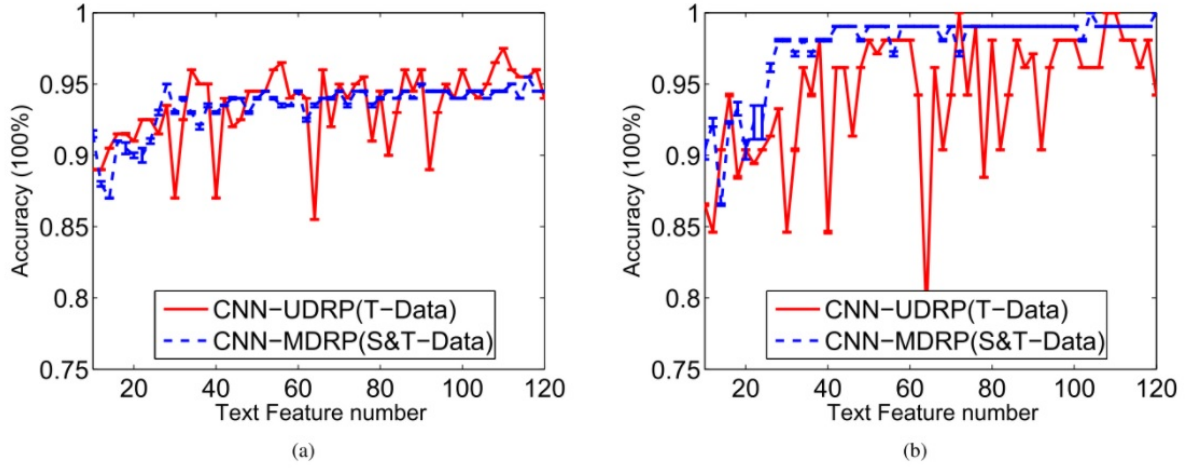 1
0.95
0.9
0.85
0.8
0.75
Accuracy (100%)
CNN−UDRP(T−Data)
CNN−MDRP(S&T−Data)
20 40 60 80 100 120
Text Feature number
(a)
1
0.95
0.9
0.85
0.8
0.75
Accuracy (100%)
CNN−UDRP(T−Data)
CNN−MDRP(S&T−Data)
20 40 60 80 100 120
Text Feature number
(b)